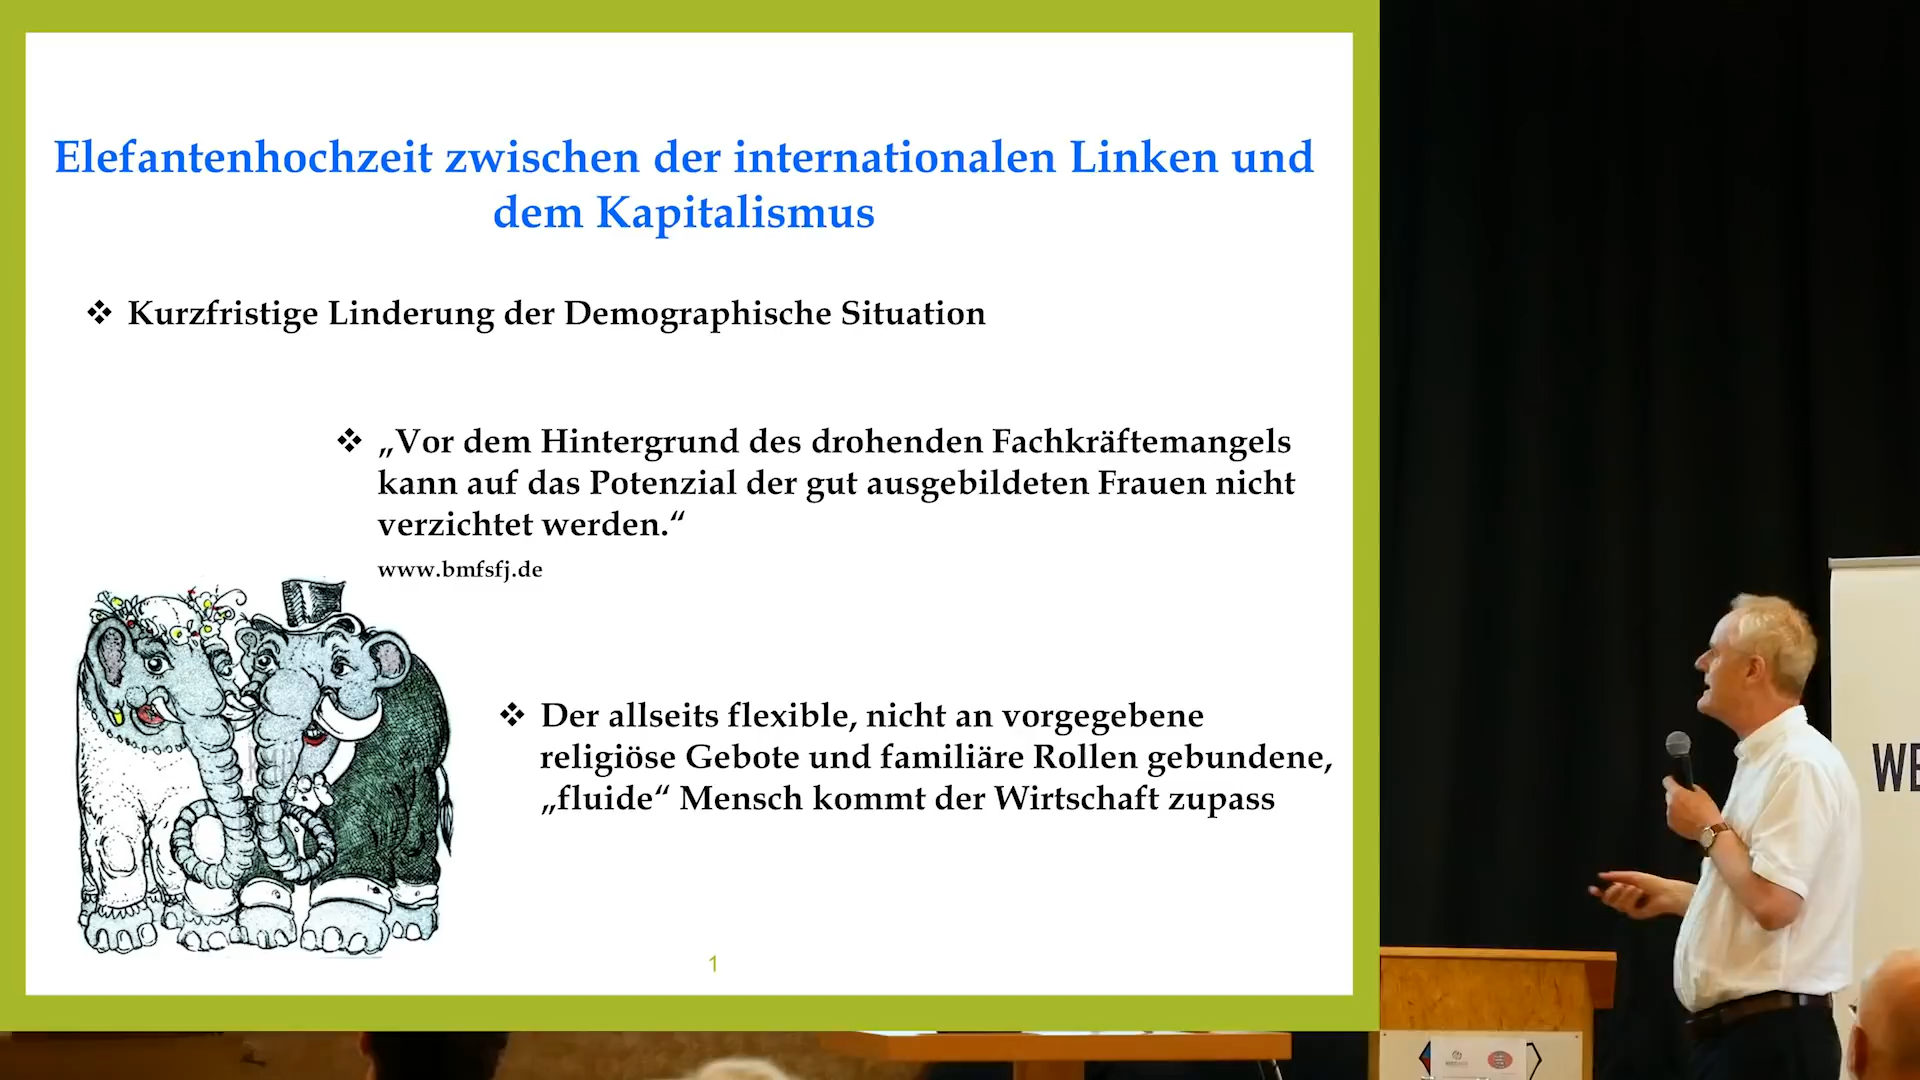 Elefantenhochzeit zwischen der internationalen Linken und
dem Kapitalismus
❖ Kurzfristige Linderung der Demographische Situation
❖ „Vor dem Hintergrund des drohenden Fachkräftemangels
kann auf das Potenzial der gut ausgebildeten Frauen nicht
verzichtet werden.“
www.bmfsfj.de
❖ Der allseits flexible, nicht an vorgegebene
religiöse Gebote und familiäre Rollen gebundene,
„fluide“ Mensch kommt der Wirtschaft zupass
1
WE